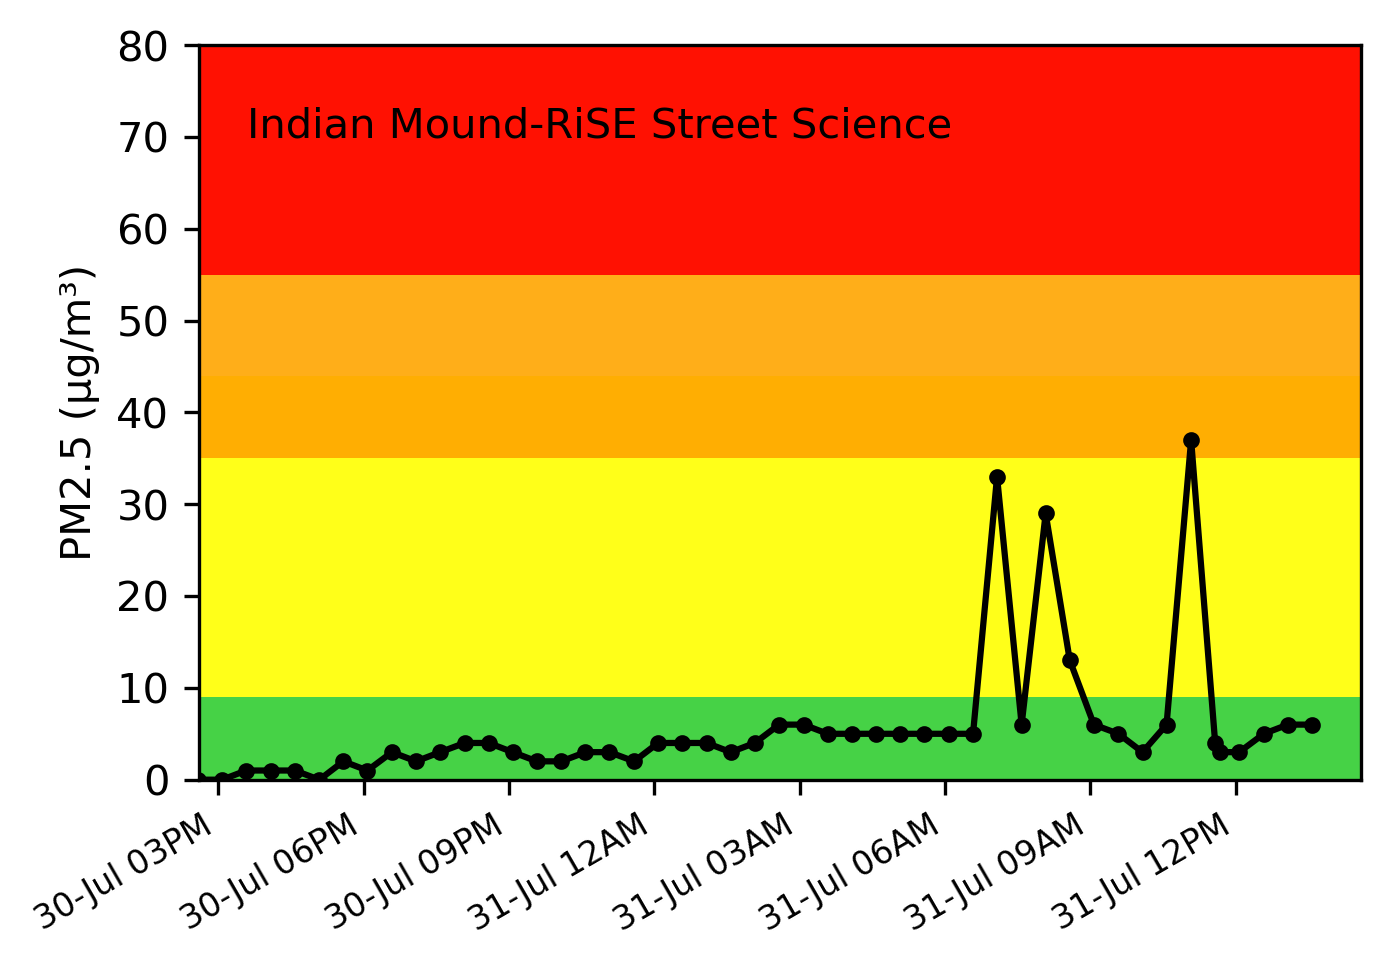 80
Indian Mound-RiSE Street Science
70
60
50
40
30
20
10
0
PM2.5 (µg/m³)
30-Jul 03PM
30-Jul 06PM
30-Jul 09PM
31-Jul 12AM
31-Jul 03AM
31-Jul 06AM
31-Jul 09AM
31-Jul 12PM